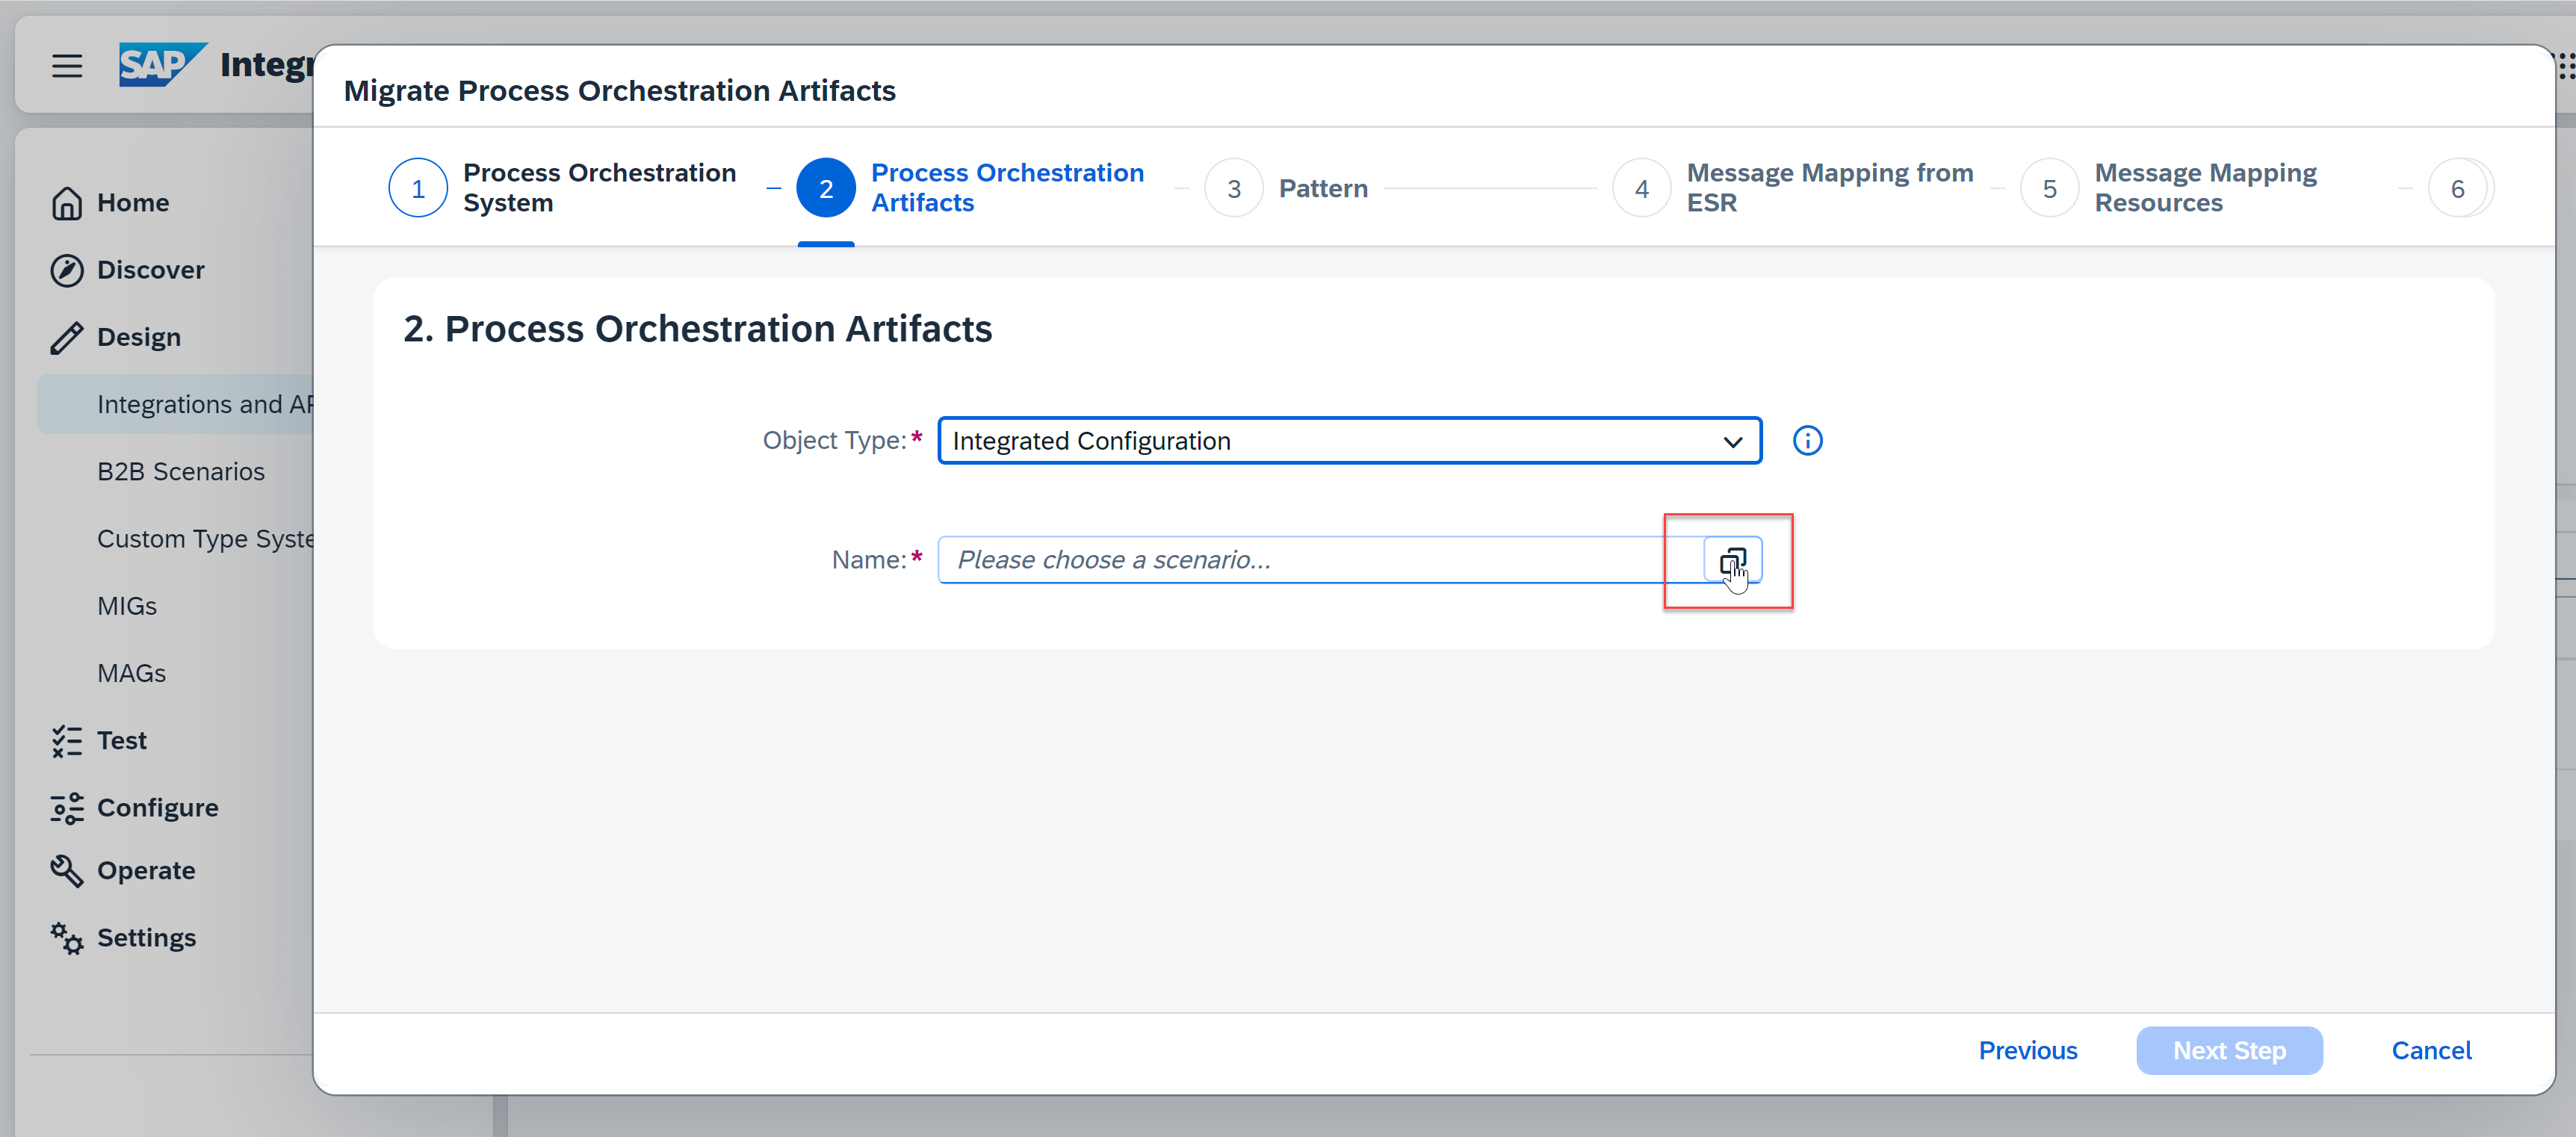 SAP Integr
Migrate Process Orchestration Artifacts
1 Process Orchestration
System
2 Process Orchestration
Artifacts
3 Pattern
4 Message Mapping from
ESR
5 Message Mapping
Resources
6
Home
Discover
Design
Integrations and AP
B2B Scenarios
Custom Type Syste
MIGs
MAGs
Test
Configure
Operate
Settings
2. Process Orchestration Artifacts
Object Type:* Integrated Configuration
Name:* Please choose a scenario...
Previous Next Step Cancel